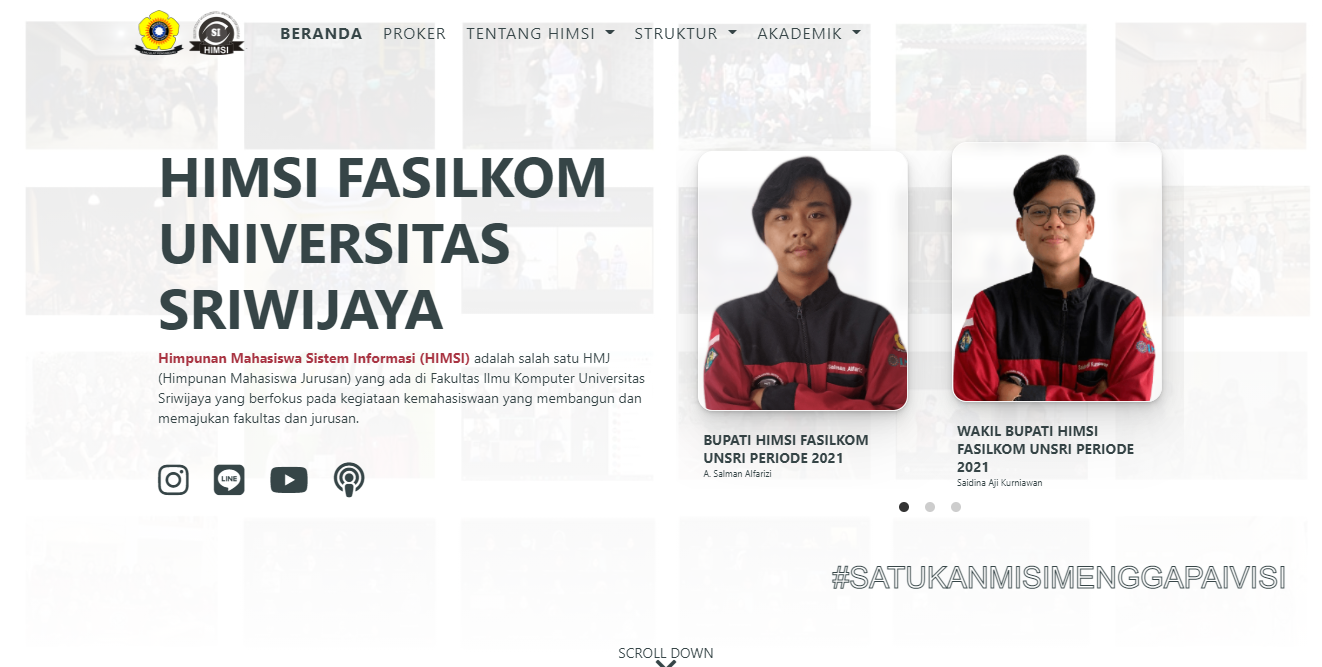 SI
HIMSI
BERANDA PROKER TENTANG HIMSI STRUKTUR AKADEMIK
HIMSI FASILKOM
UNIVERSITAS
SRIWIJAYA
Himpunan Mahasiswa Sistem Informasi (HIMSI) adalah salah satu HMJ
(Himpunan Mahasiswa Jurusan) yang ada di Fakultas Ilmu Komputer Universitas
Sriwijaya yang berfokus pada kegiataan kemahasiswaan yang membangun dan
memajukan fakultas dan jurusan.
LINE
BUPATI HIMSI FASILKOM
UNSRI PERIODE 2021
A. Salman Alfarizi
WAKIL BUPATI HIMSI
FASILKOM UNSRI PERIODE
2021
Saidina Aji Kurniawan
#SATUKANMISIMENGGAPAIVISI
SCROLL DOWN